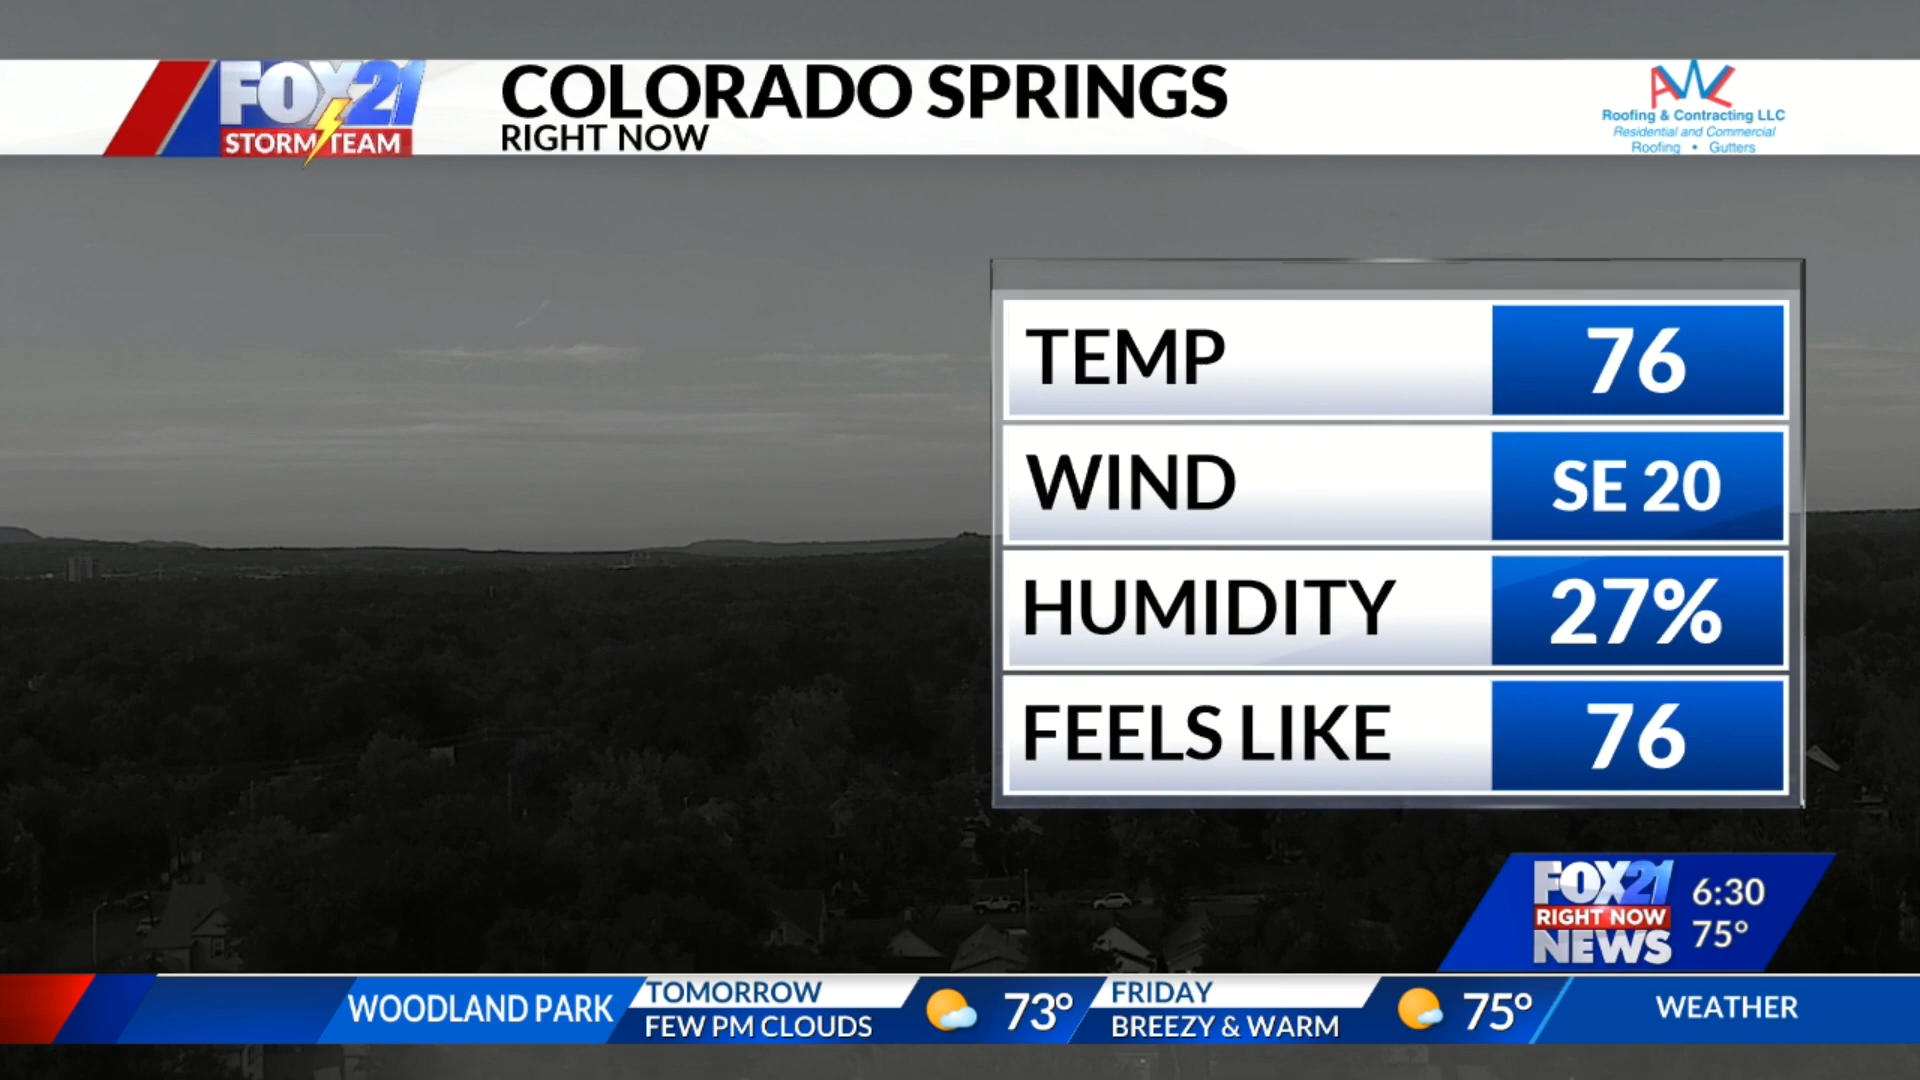 FOX21
STORM TEAM
COLORADO SPRINGS
RIGHT NOW
AWL
Roofing & Contracting LLC
Residential and Commercial
Roofing • Gutters
TEMP 76
WIND SE 20
HUMIDITY 27%
FEELS LIKE 76
FOX21
RIGHT NOW
NEWS
6:30
75°
WOODLAND PARK
TOMORROW
FEW PM CLOUDS
73°
FRIDAY
BREEZY & WARM
75°
WEATHER